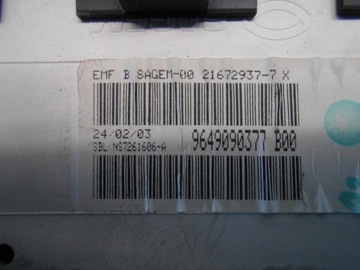 EMF B SAGEM-00 21672937-7 X
24/02/03
SBL NS7261606-A
9649090377 B00